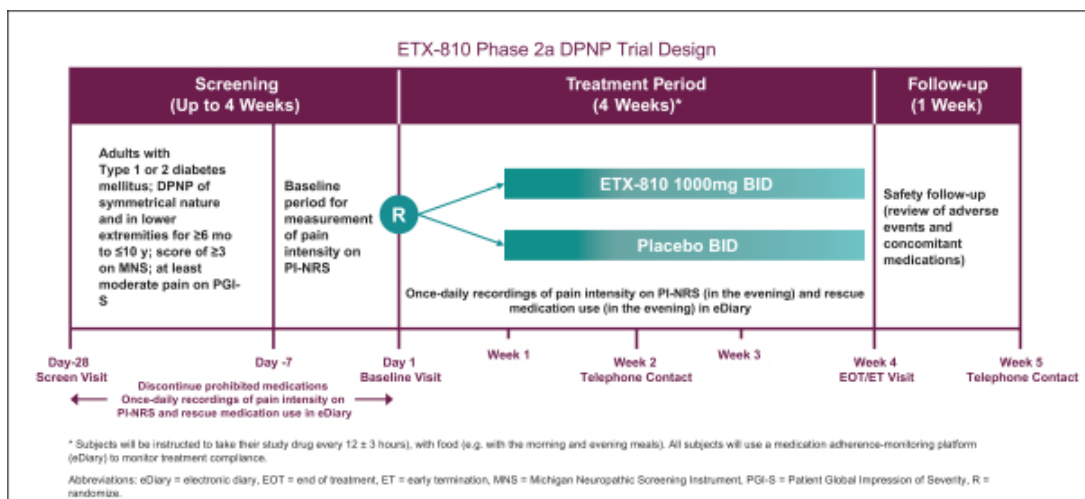 ETX-810 Phase 2a DPNP Trial Design
Screening
(Up to 4 Weeks)
Treatment Period
(4 Weeks)*
Follow-up
(1 Week)
Adults with
Type 1 or 2 diabetes
mellitus; DPNP of
symmetrical nature
and in lower
extremities for ≥6 mo
to ≤10 y; score of ≥3
on MNS; at least
moderate pain on PGI-
S
Baseline
period for
measurement
of pain
intensity on
PI-NRS
R
ETX-810 1000mg BID
Placebo BID
Once-daily recordings of pain intensity on PI-NRS (in the evening) and rescue
medication use (in the evening) in eDiary
Safety follow-up
(review of adverse
events and
concomitant
medications)
Day-28
Screen Visit
Day -7
Day 1
Baseline Visit
Week 1
Week 2
Telephone Contact
Week 3
Week 4
EOT/ET Visit
Week 5
Telephone Contact
Discontinue prohibited medications
Once-daily recordings of pain intensity on
PI-NRS and rescue medication use in eDiary
* Subjects will be instructed to take their study drug every 12 ± 3 hours), with food (e.g. with the morning and evening meals). All subjects will use a medication adherence-monitoring platform
(eDiary) to monitor treatment compliance.
Abbreviations: eDiary = electronic diary, EOT = end of treatment, ET = early termination, MNS = Michigan Neuropathic Screening Instrument, PGI-S = Patient Global Impression of Severity, R =
randomize.